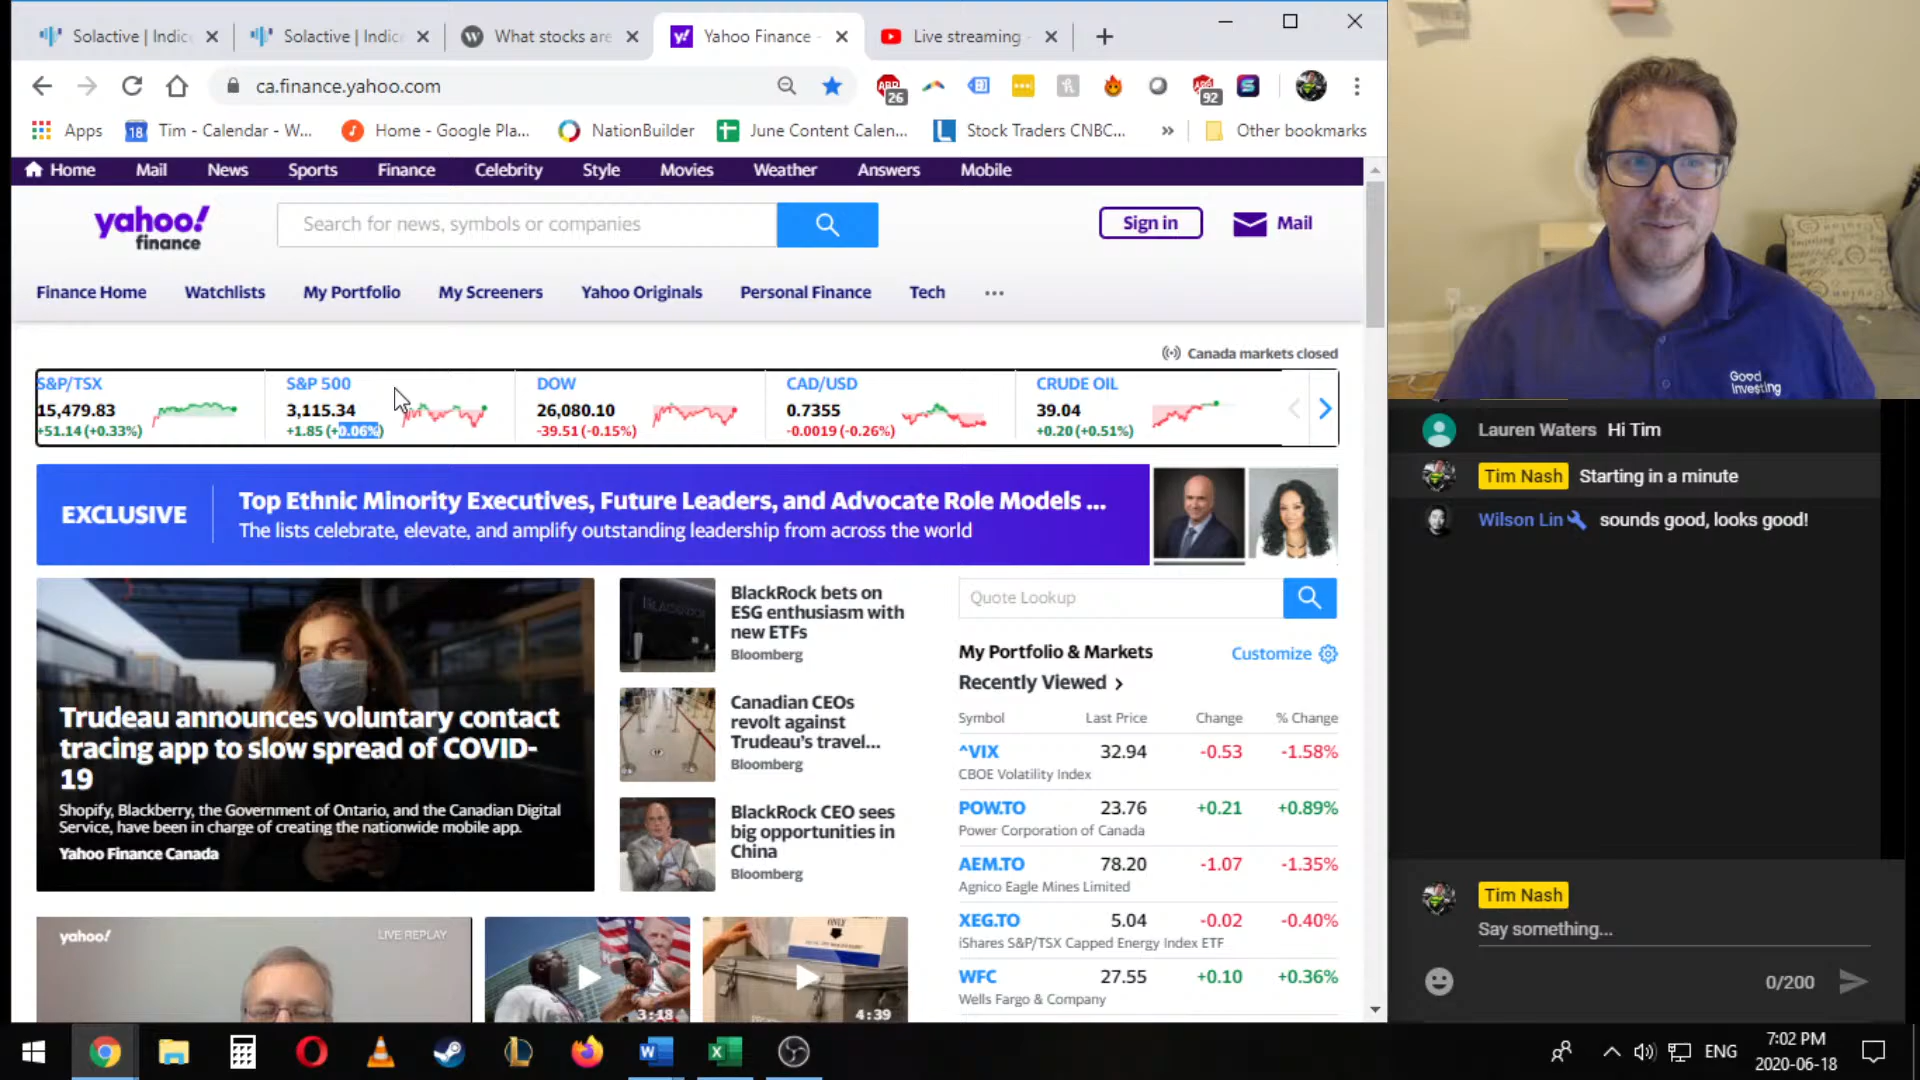 Solactive | Indic
Solactive | Indice
What stocks are
Yahoo Finance -
Live streaming -
ca.finance.yahoo.com
26
92
Apps
18
Tim - Calendar - W...
Home - Google Pla...
NationBuilder
June Content Calen...
Stock Traders CNBC...
»
Other bookmarks
Home
Mail
News
Sports
Finance
Celebrity
Style
Movies
Weather
Answers
Mobile
yahoo!
finance
Search for news, symbols or companies
Sign in
Mail
Finance Home
Watchlists
My Portfolio
My Screeners
Yahoo Originals
Personal Finance
Tech
...
Canada markets closed
S&P/TSX
15,479.83
+51.14 (+0.33%)
S&P 500
3,115.34
+1.85 (+0.06%)
DOW
26,080.10
-39.51 (-0.15%)
CAD/USD
0.7355
-0.0019 (-0.26%)
CRUDE OIL
39.04
+0.20 (+0.51%)
EXCLUSIVE
Top Ethnic Minority Executives, Future Leaders, and Advocate Role Models ...
The lists celebrate, elevate, and amplify outstanding leadership from across the world
Trudeau announces voluntary contact
tracing app to slow spread of COVID-
19
Shopify, Blackberry, the Government of Ontario, and the Canadian Digital
Service, have been in charge of creating the nationwide mobile app.
Yahoo Finance Canada
BLACKROCK
BlackRock bets on
ESG enthusiasm with
new ETFs
Bloomberg
Canadian CEOs
revolt against
Trudeau's travel...
Bloomberg
BlackRock CEO sees
big opportunities in
China
Bloomberg
Quote Lookup
My Portfolio & Markets
Customize
Recently Viewed
Symbol Last Price Change % Change
^VIX 32.94 -0.53 -1.58%
CBOE Volatility Index
POW.TO 23.76 +0.21 +0.89%
Power Corporation of Canada
AEM.TO 78.20 -1.07 -1.35%
Agnico Eagle Mines Limited
XEG.TO 5.04 -0.02 -0.40%
iShares S&P/TSX Capped Energy Index ETF
WFC 27.55 +0.10 +0.36%
Wells Fargo & Company
yahoo!
LIVE REPLAY
3:18
ONLY
4:39
Good
Investing
Lauren Waters Hi Tim
Tim Nash Starting in a minute
Wilson Lin sounds good, looks good!
Tim Nash
Say something...
0/200
ENG
7:02 PM
2020-06-18